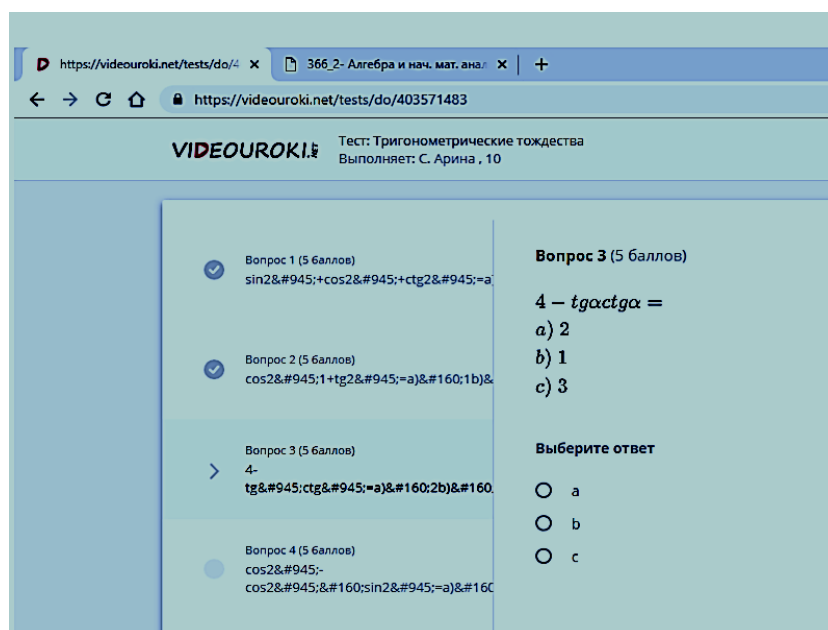 https://videouroki.net/tests/do/4
366_2- Алгебра и нач. мат. анал
https://videouroki.net/tests/do/403571483
VIDEOUROKI
Тест: Тригонометрические тождества
Выполняет: С. Арина , 10
Вопрос 1 (5 баллов)
sin2&#945;+cos2&#945;+ctg2&#945;=a)
Вопрос 2 (5 баллов)
cos2&#945;1+tg2&#945;=a)&#160;1b)&
Вопрос 3 (5 баллов)
4-
tg&#945;ctg&#945;=a)&#160;2b)&#160
Вопрос 4 (5 баллов)
cos2&#945;-
cos2&#945;&#160;sin2&#945;=a)&#160
Вопрос 3 (5 баллов)
4 − tgαctgα =
a) 2
b) 1
c) 3
Выберите ответ
a
b
c